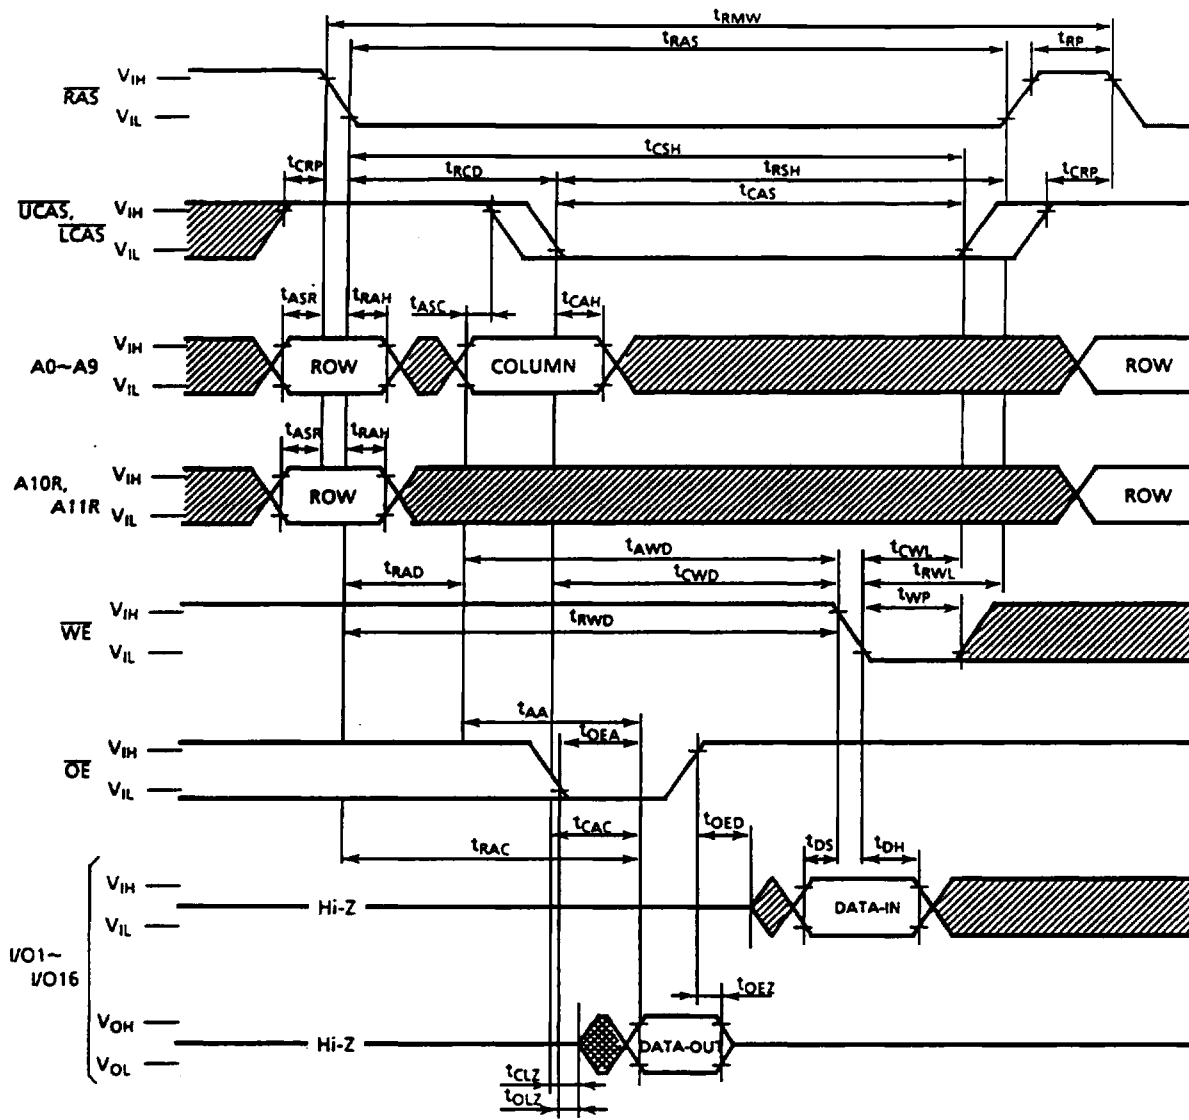 tRMW
tRAS
tRP
RAS
VIH
VIL
tCSH
tCRP
tRCD
tRSH
tCRP
tCAS
UCAS,
LCAS
VIH
VIL
tASR
tRAH
tASC
tCAH
A0~A9
VIH
VIL
ROW
COLUMN
ROW
tASR
tRAH
A10R,
A11R
VIH
VIL
ROW
ROW
tAWD
tCWL
tRAD
tCWD
tRWL
tWP
WE
VIH
VIL
tRWD
tAA
tOEA
OE
VIH
VIL
tCAC
tOED
tRAC
tDS
tDH
VIH
VIL
Hi-Z
DATA-IN
I/O1~
I/O16
tOEZ
VOH
VOL
Hi-Z
DATA-OUT
tCLZ
tOLZ